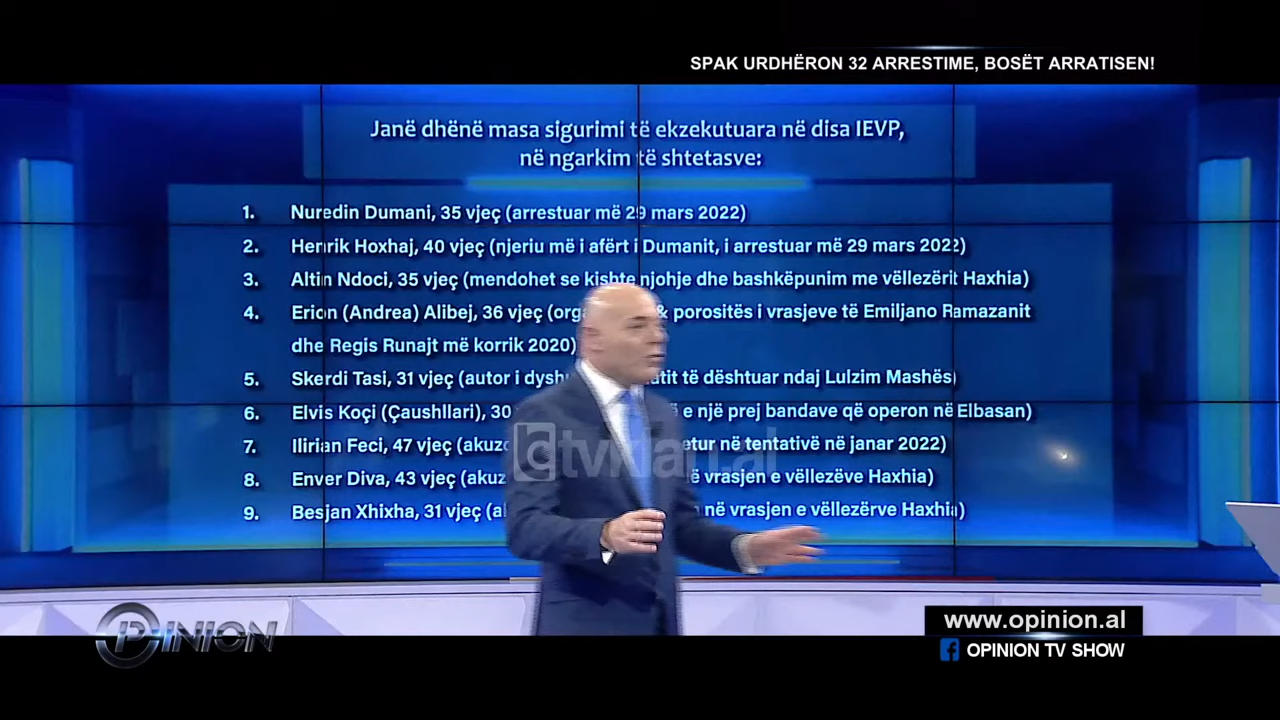 SPAK URDHËRON 32 ARRESTIME, BOSËT ARRATISEN!
Janë dhënë masa sigurimi të ekzekutuara në disa IEVP,
në ngarkim të shtetasve:
1. Nuredin Dumani, 35 vjeç (arrestuar më 29 mars 2022)
2. Henrik Hoxhaj, 40 vjeç (njeriu më i afërt i Dumanit, i arrestuar më 29 mars 2022)
3. Altin Ndoci, 35 vjeç (mendohet se kishte njohje dhe bashkëpunim me vëllezërit Haxhia)
4. Erion (Andrea) Alibej, 36 vjeç & porositës i vrasjeve të Emiljano Ramazanit
dhe Regis Runajt më korrik 2020)
5. Skerdi Tasi, 31 vjeç (autor i të dështuar ndaj Lulzim Mashës)
6. Elvis Koçi (Çaushllari), 30 e një prej bandave që operon në Elbasan)
7. Ilirian Feci, 47 vjeç në tentativë në janar 2022)
8. Enver Diva, 43 vjeç vrasjen e vëllezëve Haxhia)
9. Besjan Xhixha, 31 vjeç në vrasjen e vëllezërve Haxhia)
tvklan.al
OPINION
www.opinion.al
OPINION TV SHOW